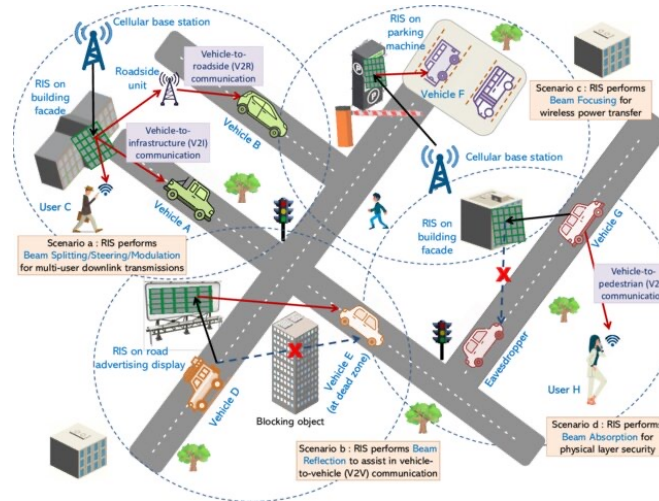 Cellular base station
RIS on
building
facade
Vehicle-to-
roadside (V2R)
communication
Roadside
unit
Vehicle-to-
infrastructure (V2I)
communication
Vehicle B
Vehicle A
User C
Scenario a : RIS performs
Beam Splitting/Steering/Modulation
for multi-user downlink transmissions
RIS on
parking
machine
Vehicle F
Scenario c : RIS performs
Beam Focusing for
wireless power transfer
Cellular base station
RIS on
building
facade
Vehicle G
Vehicle-to-
pedestrian (V2
communication
Eavesdropper
User H
Scenario d : RIS performs
Beam Absorption for
physical layer security
RIS on road
advertising display
Vehicle D
Blocking object
Vehicle E
(at dead zone)
Scenario b : RIS performs Beam
Reflection to assist in vehicle-
to-vehicle (V2V) communication